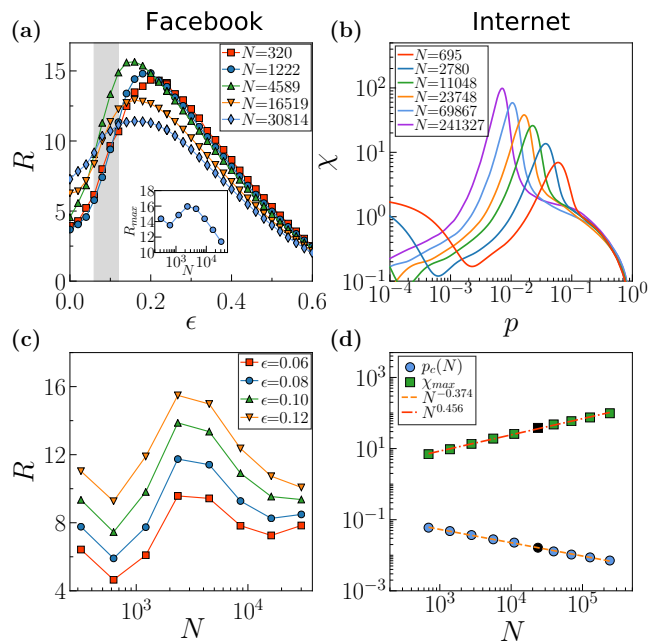 Facebook
Internet
(a)
N=320
N=1222
N=4589
N=16519
N=30814
15
10
5
0
R
0.0 0.2 0.4 0.6
ϵ
18
16
14
12
R_max
10^3 10^4
N
(b)
N=695
N=2780
N=11048
N=23748
N=69867
N=241327
10^2
10^1
10^0
10^−1
χ
10^−4 10^−3 10^−2 10^−1 10^0
p
(c)
ϵ=0.06
ϵ=0.08
ϵ=0.10
ϵ=0.12
16
12
8
4
R
10^3 10^4
N
(d)
p_c(N)
χ_max
N^−0.374
N^0.456
10^3
10^1
10^−1
10^−3
10^3 10^4 10^5
N